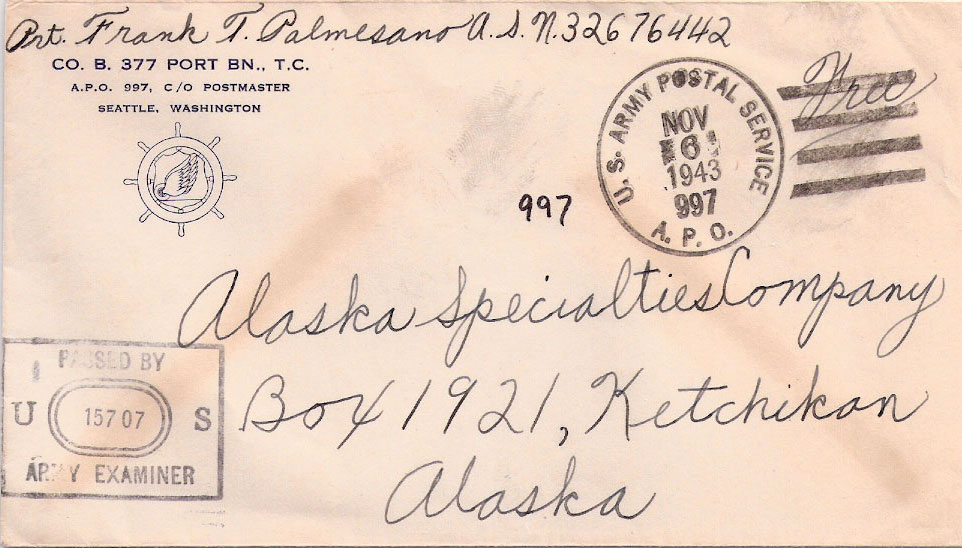 Pvt. Frank T. Palmesano A.S.N. 32676442
CO. B. 377 PORT BN., T.C.
A.P.O. 997, C/O POSTMASTER
SEATTLE, WASHINGTON
U.S. ARMY POSTAL SERVICE
NOV
6
1943
997
A.P.O.
Free
997
Alaska Specialties Company
Box 1921, Ketchikan
Alaska
PASSED BY
U 15707 S
ARMY EXAMINER